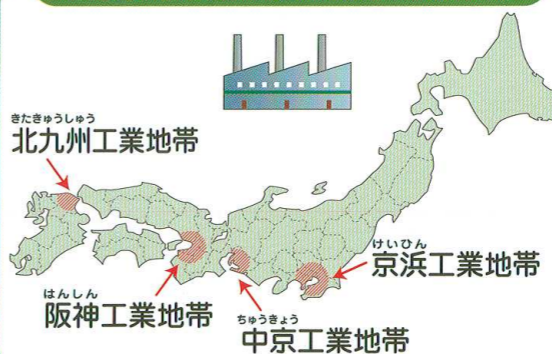 きたきゅうしゅう
北九州工業地帯
けいひん
京浜工業地帯
はんしん
阪神工業地帯
ちゅうきょう
中京工業地帯